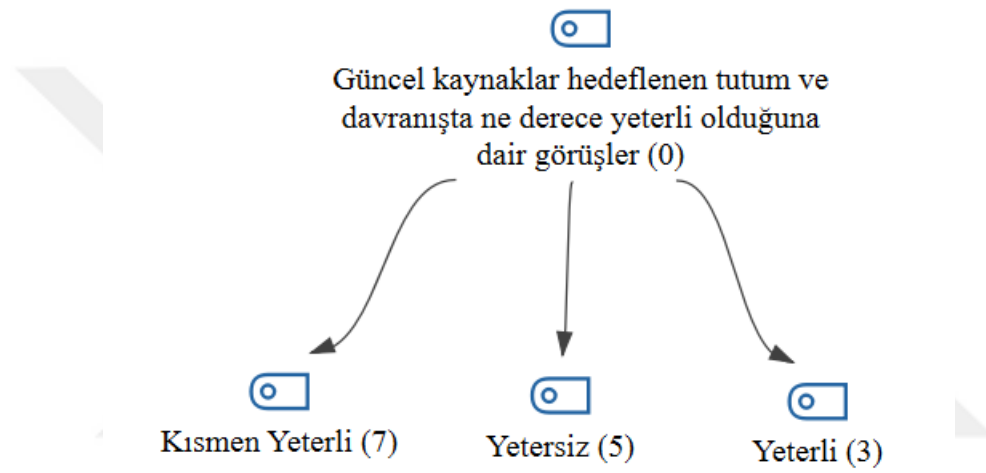 Güncel kaynaklar hedeflenen tutum ve
davranışta ne derece yeterli olduğuna
dair görüşler (0)
Kısmen Yeterli (7)
Yetersiz (5)
Yeterli (3)